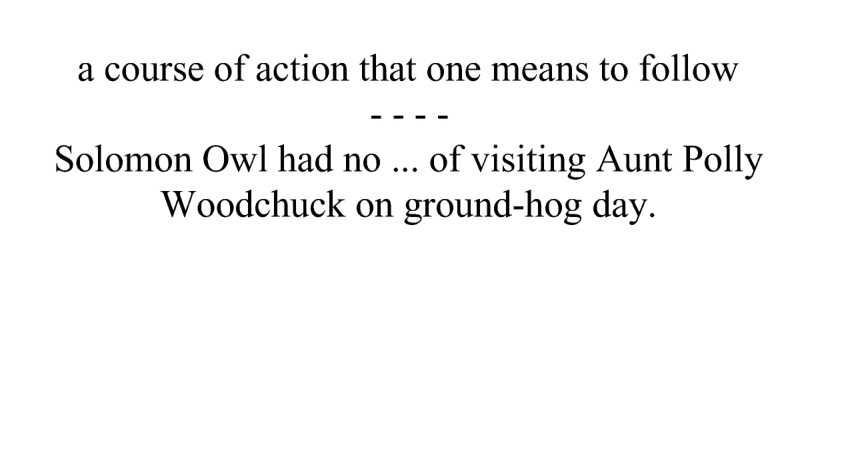 a course of action that one means to follow
- - - -
Solomon Owl had no ... of visiting Aunt Polly
Woodchuck on ground-hog day.